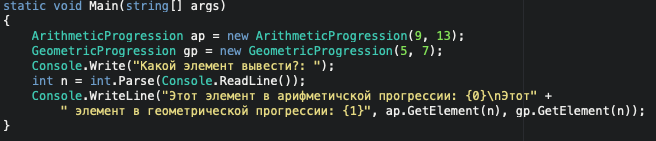 static void Main(string[] args)
{
    ArithmeticProgression ap = new ArithmeticProgression(9, 13);
    GeometricProgression gp = new GeometricProgression(5, 7);
    Console.Write("Какой элемент вывести?: ");
    int n = int.Parse(Console.ReadLine());
    Console.WriteLine("Этот элемент в арифметичской прогрессии: {0}\nЭтот" +
        " элемент в геометрической прогрессии: {1}", ap.GetElement(n), gp.GetElement(n));
}